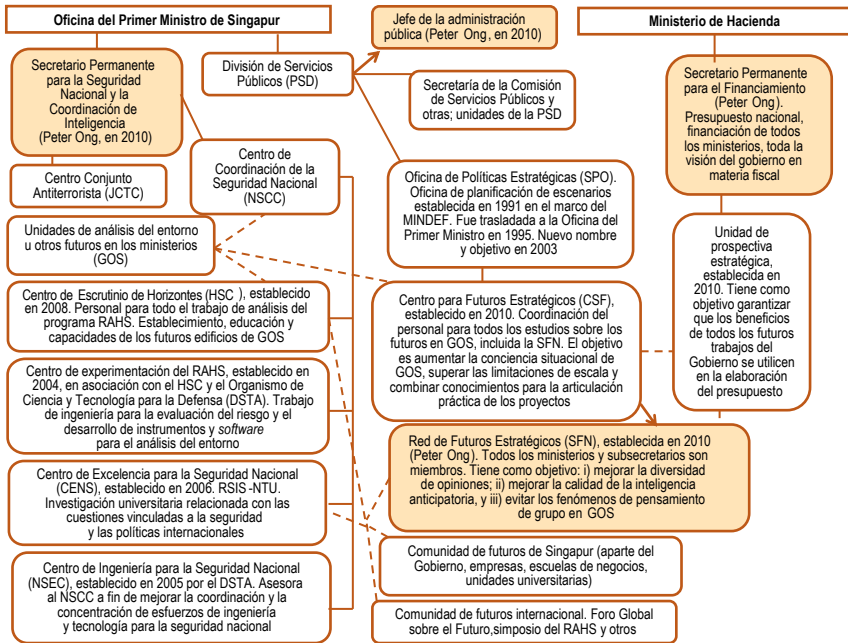 Oficina del Primer Ministro de Singapur
Secretario Permanente
para la Seguridad
Nacional y la
Coordinación de
Inteligencia
(Peter Ong, en 2010)
División de Servicios
Públicos (PSD)
Jefe de la administración
pública (Peter Ong, en 2010)
Secretaría de la Comisión
de Servicios Públicos y
otras; unidades de la PSD
Ministerio de Hacienda
Secretario Permanente
para el Financiamiento
(Peter Ong).
Presupuesto nacional,
financiación de todos
los ministerios, toda la
visión del gobierno en
materia fiscal
Centro Conjunto
Antiterrorista (JCTC)
Centro de
Coordinación de la
Seguridad Nacional
(NSCC)
Oficina de Políticas Estratégicas (SPO).
Oficina de planificación de escenarios
establecida en 1991 en el marco del
MINDEF. Fue trasladada a la Oficina del
Primer Ministro en 1995. Nuevo nombre
y objetivo en 2003
Unidades de análisis del entorno
u otros futuros en los ministerios
(GOS)
Unidad de
prospectiva
estratégica,
establecida en
2010. Tiene como
objetivo garantizar
que los beneficios
de todos los futuros
trabajos del
Gobierno se utilicen
en la elaboración
del presupuesto
Centro de Escrutinio de Horizontes (HSC ), establecido
en 2008. Personal para todo el trabajo de análisis del
programa RAHS. Establecimiento, educación y
capacidades de los futuros edificios de GOS
Centro para Futuros Estratégicos (CSF),
establecido en 2010. Coordinación del
personal para todos los estudios sobre los
futuros en GOS, incluida la SFN. El objetivo
es aumentar la conciencia situacional de
GOS, superar las limitaciones de escala y
combinar conocimientos para la articulación
práctica de los proyectos
Centro de experimentación del RAHS, establecido en
2004, en asociación con el HSC y el Organismo de
Ciencia y Tecnología para la Defensa (DSTA). Trabajo
de ingeniería para la evaluación del riesgo y el
desarrollo de instrumentos y software
para el análisis del entorno
Red de Futuros Estratégicos (SFN), establecida en 2010
(Peter Ong). Todos los ministerios y subsecretarios son
miembros. Tiene como objetivo: i) mejorar la diversidad
de opiniones; ii) mejorar la calidad de la inteligencia
anticipatoria, y iii) evitar los fenómenos de pensamiento
de grupo en GOS
Centro de Excelencia para la Seguridad Nacional
(CENS), establecido en 2006. RSIS -NTU.
Investigación universitaria relacionada con las
cuestiones vinculadas a la seguridad
y las políticas internacionales
Comunidad de futuros de Singapur (aparte del
Gobierno, empresas, escuelas de negocios,
unidades universitarias)
Centro de Ingeniería para la Seguridad Nacional
(NSEC), establecido en 2005 por el DSTA. Asesora
al NSCC a fin de mejorar la coordinación y la
concentración de esfuerzos de ingeniería
y tecnología para la seguridad nacional
Comunidad de futuros internacional. Foro Global
sobre el Futuro,simposio del RAHS y otros